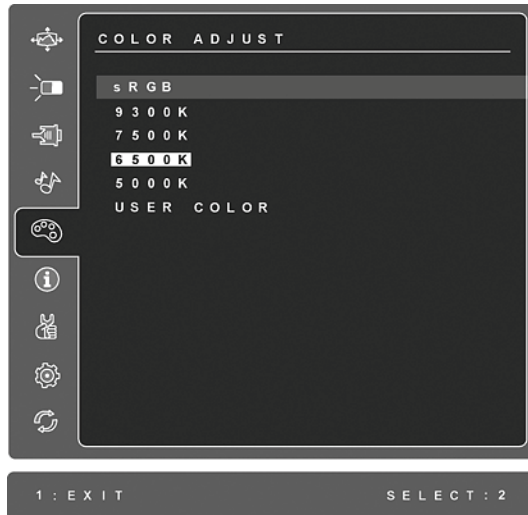 COLOR ADJUST
sRGB
9300K
7500K
6500K
5000K
USER COLOR
1:EXIT SELECT:2